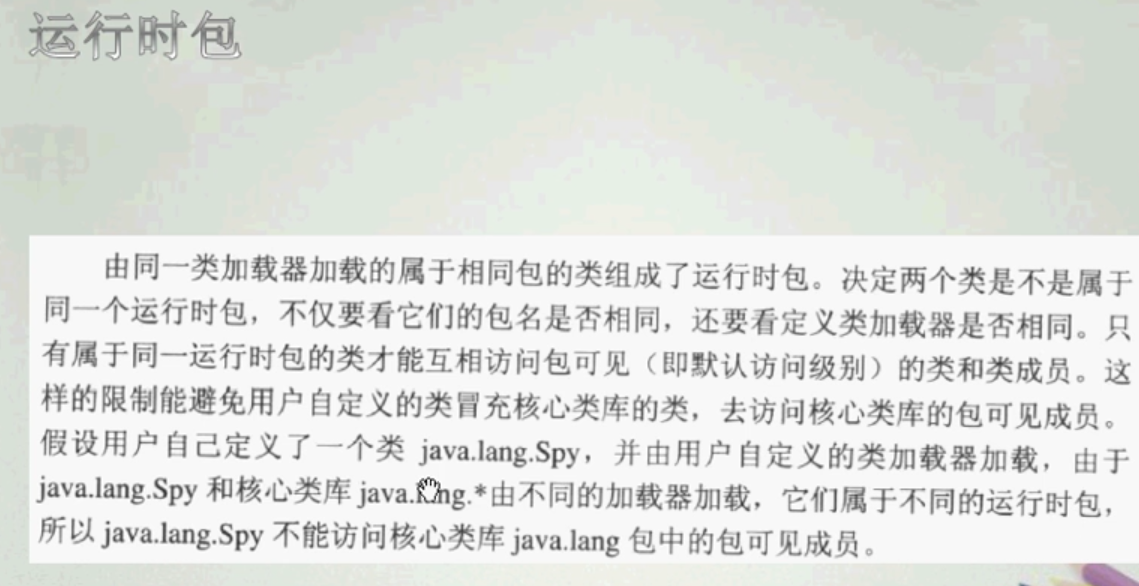 运行时包
由同一类加载器加载的属于相同包的类组成了运行时包。决定两个类是不是属于
同一个运行时包，不仅要看它们的包名是否相同，还要看定义类加载器是否相同。只
有属于同一运行时包的类才能互相访问包可见（即默认访问级别）的类和类成员。这
样的限制能避免用户自定义的类冒充核心类库的类，去访问核心类库的包可见成员。
假设用户自己定义了一个类 java.lang.Spy，并由用户自定义的类加载器加载，由于
java.lang.Spy 和核心类库 java.lang.*由不同的加载器加载，它们属于不同的运行时包，
所以 java.lang.Spy 不能访问核心类库 java.lang 包中的包可见成员。